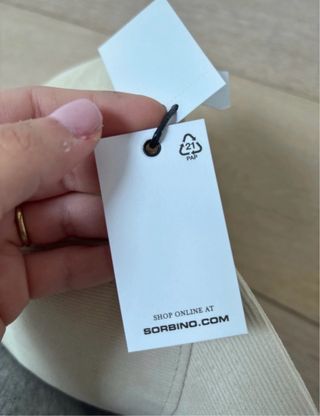 21
PAP
SHOP ONLINE AT
SORBINO.COM